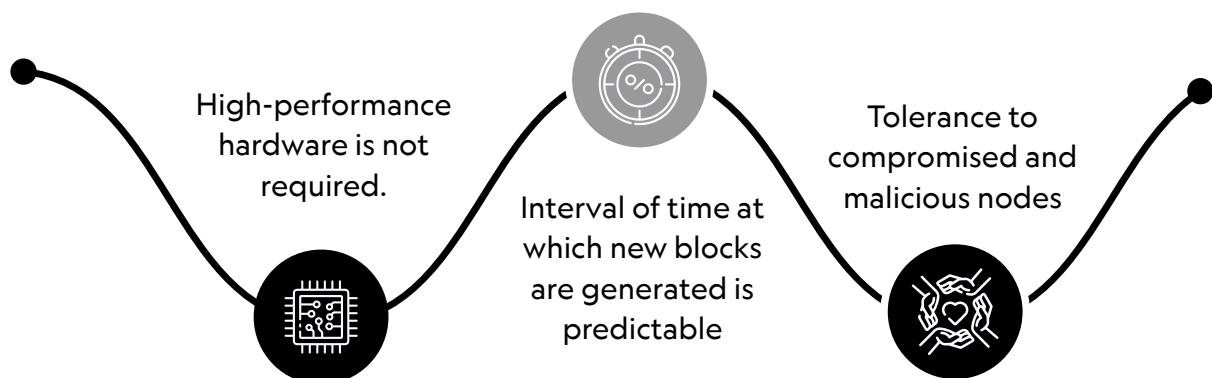 High-performance
hardware is not
required.
%
Interval of time at
which new blocks
are generated is
predictable
Tolerance to
compromised and
malicious nodes